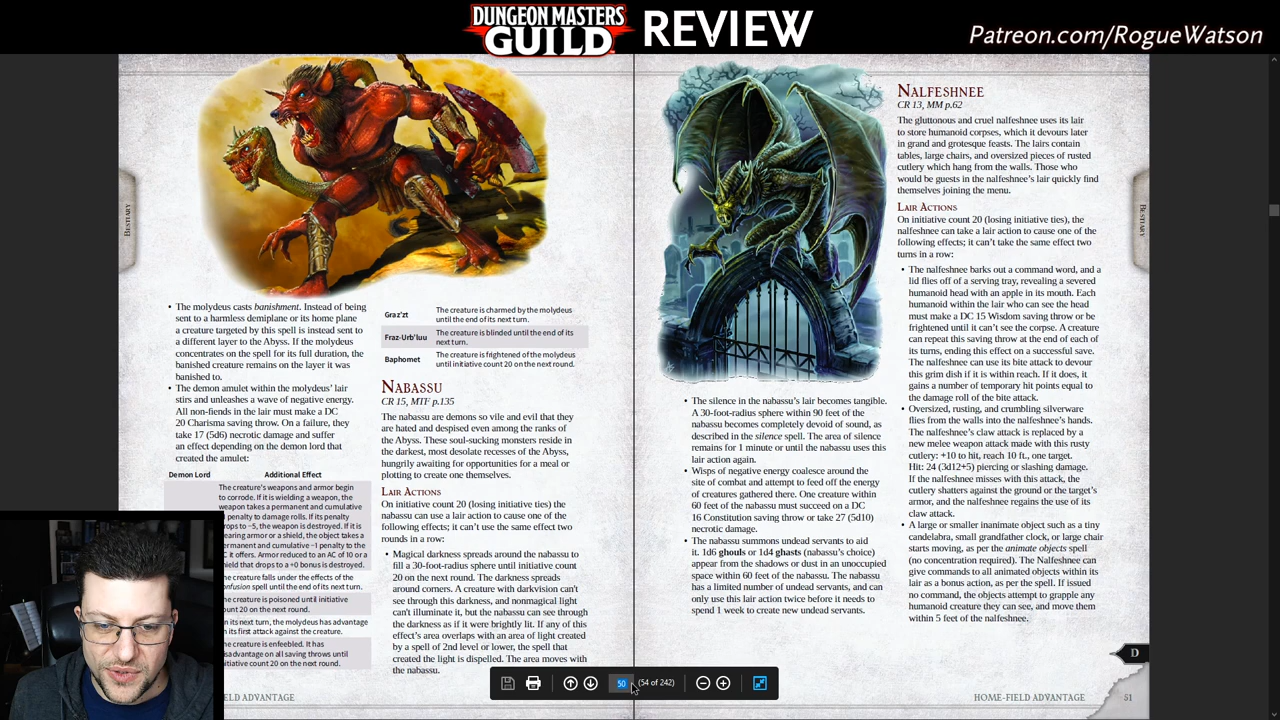 DUNGEON MASTERS
GUILD
REVIEW
Patreon.com/RogueWatson
BESTIARY
• The molydeus casts banishment. Instead of being
sent to a harmless demiplane or its home plane
a creature targeted by this spell is instead sent to
a different layer to the Abyss. If the molydeus
concentrates on the spell for its full duration, the
banished creature remains on the layer it was
banished to.
• The demon amulet within the molydeus' lair
stirs and unleashes a wave of negative energy.
All non-fiends in the lair must make a DC
20 Charisma saving throw. On a failure, they
take 17 (5d6) necrotic damage and suffer
an effect depending on the demon lord that
created the amulet:
Demon Lord Additional Effect
The creature's weapons and armor begin
to corrode. If it is wielding a weapon, the
weapon takes a permanent and cumulative
penalty to damage rolls. If its penalty
drops to -5, the weapon is destroyed. If it is
wearing armor or a shield, the object takes a
permanent and cumulative -1 penalty to the
it offers. Armor reduced to an AC of 10 or a
shield that drops to a +0 bonus is destroyed.
creature falls under the effects of the
confusion spell until the end of its next turn.
creature is poisoned until initiative
count 20 on the next round.
its next turn, the molydeus has advantage
its first attack against the creature.
creature is enfeebled. It has
disadvantage on all saving throws until
initiative count 20 on the next round.
Graz'zt The creature is charmed by the molydeus
until the end of its next turn.
Fraz-Urb'luu The creature is blinded until the end of its
next turn.
Baphomet The creature is frightened of the molydeus
until initiative count 20 on the next round.
NABASSU
CR 15, MTF p.135
The nabassu are demons so vile and evil that they
are hated and despised even among the ranks of
the Abyss. These soul-sucking monsters reside in
the darkest, most desolate recesses of the Abyss,
hungrily awaiting for opportunities for a meal or
plotting to create one themselves.
LAIR ACTIONS
On initiative count 20 (losing initiative ties), the
nabassu can use a lair action to cause one of the
following effects; it can't use the same effect two
rounds in a row:
• Magical darkness spreads around the nabassu to
fill a 30-foot-radius sphere until initiative count
20 on the next round. The darkness spreads
around corners. A creature with darkvision can't
see through this darkness, and nonmagical light
can't illuminate it, but the nabassu can see through
the darkness as if it were brightly lit. If any of this
effect's area overlaps with an area of light created
by a spell of 2nd level or lower, the spell that
created the light is dispelled. The area moves with
the nabassu.
• The silence in the nabassu's lair becomes tangible.
A 30-foot-radius sphere within 90 feet of the
nabassu becomes completely devoid of sound, as
described in the silence spell. The area of silence
remains for 1 minute or until the nabassu uses this
lair action again.
• Wisps of negative energy coalesce around the
site of combat and attempt to feed off the energy
of creatures gathered there. One creature within
60 feet of the nabassu must succeed on a DC
16 Constitution saving throw or take 27 (5d10)
necrotic damage.
• The nabassu summons undead servants to aid
it. 1d6 ghouls or 1d4 ghasts (nabassu's choice)
appear from the shadows or dust in an unoccupied
space within 60 feet of the nabassu. The nabassu
has a limited number of undead servants, and can
only use this lair action twice before it needs to
spend 1 week to create new undead servants.
NALFESHNEE
CR 13, MM p.62
The gluttonous and cruel nalfeshnee uses its lair
to store humanoid corpses, which it devours later
in grand and grotesque feasts. The lairs contain
tables, large chairs, and oversized pieces of rusted
cutlery which hang from the walls. Those who
would be guests in the nalfeshnee's lair quickly find
themselves joining the menu.
LAIR ACTIONS
On initiative count 20 (losing initiative ties), the
nalfeshnee can take a lair action to cause one of the
following effects; it can't take the same effect two
turns in a row:
• The nalfeshnee barks out a command word, and a
lid flies off of a serving tray, revealing a severed
humanoid head with an apple in its mouth. Each
humanoid within the lair who can see the head
must make a DC 15 Wisdom saving throw or be
frightened until it can't see the corpse. A creature
can repeat this saving throw at the end of each of
its turns, ending this effect on a successful save.
The nalfeshnee can use its bite attack to devour
this grim dish if it is within reach. If it does, it
gains a number of temporary hit points equal to
the damage roll of the bite attack.
• Oversized, rusting, and crumbling silverware
flies from the walls into the nalfeshnee's hands.
The nalfeshnee's claw attack is replaced by a
new melee weapon attack made with this rusty
cutlery: +10 to hit, reach 10 ft., one target.
Hit: 24 (3d12+5) piercing or slashing damage.
If the nalfeshnee misses with this attack, the
cutlery shatters against the ground or the target's
armor, and the nalfeshnee regains the use of its
claw attack.
• A large or smaller inanimate object such as a tiny
candelabra, small grandfather clock, or large chair
starts moving, as per the animate objects spell
(no concentration required). The Nalfeshnee can
give commands to all animated objects within its
lair as a bonus action, as per the spell. If issued
no command, the objects attempt to grapple any
humanoid creature they can see, and move them
within 5 feet of the nalfeshnee.
BESTIARY
D
FIELD ADVANTAGE
50 (54 of 242)
HOME-FIELD ADVANTAGE 51